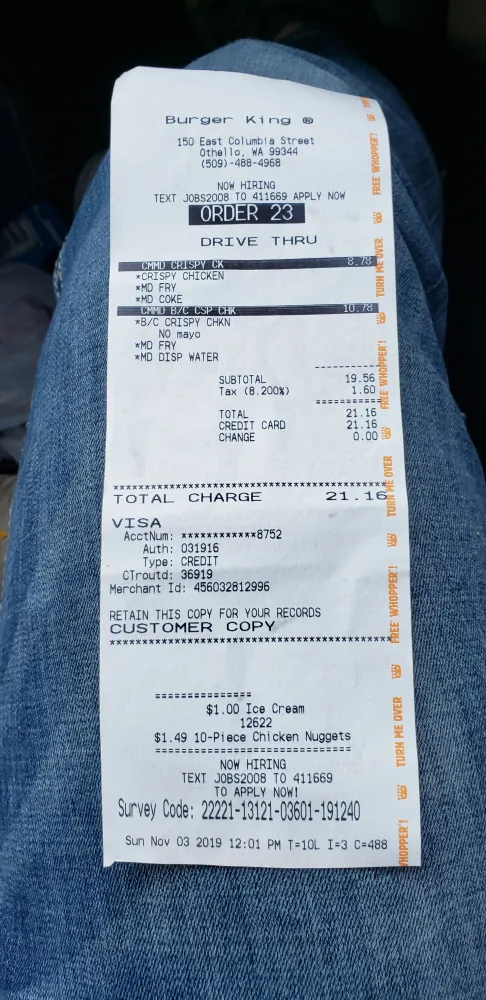 Burger King ®
150 East Columbia Street
Othello, WA 99344
(509)-488-4968
NOW HIRING
TEXT JOBS2008 TO 411669 APPLY NOW
ORDER 23
DRIVE THRU
CMMD CRISPY CK 8.78
*CRISPY CHICKEN
*MD FRY
*MD COKE
CMMD B/C CSP CHK 10.78
*B/C CRISPY CHKN
NO mayo
*MD FRY
*MD DISP WATER
SUBTOTAL 19.56
Tax (8.200%) 1.60
TOTAL 21.16
CREDIT CARD 21.16
CHANGE 0.00
TOTAL CHARGE 21.16
VISA
AcctNum: ************8752
Auth: 031916
Type: CREDIT
CTroutd: 36919
Merchant Id: 456032812996
RETAIN THIS COPY FOR YOUR RECORDS
CUSTOMER COPY
$1.00 Ice Cream
12622
$1.49 10-Piece Chicken Nuggets
NOW HIRING
TEXT JOBS2008 TO 411669
TO APPLY NOW!
Survey Code: 22221-13121-03601-191240
Sun Nov 03 2019 12:01 PM T=10L I=3 C=488
FREE WHOPPER!
TURN ME OVER
FREE WHOPPER!
TURN ME OVER
FREE WHOPPER!
TURN ME OVER
WHOPPER!